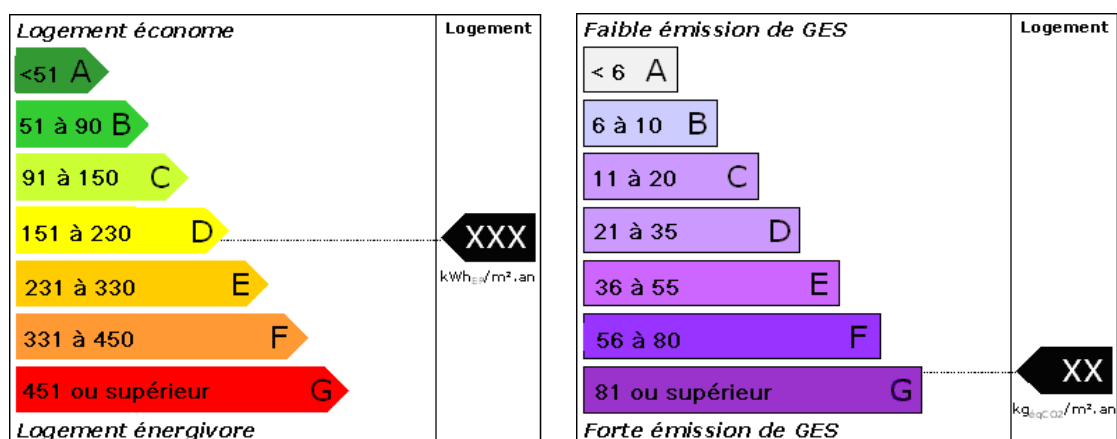 Logement économe
Logement
<51 A
51 à 90 B
91 à 150 C
151 à 230 D
XXX
kWhEP/m².an
231 à 330 E
331 à 450 F
451 ou supérieur G
Logement énergivore
Faible émission de GES
Logement
< 6 A
6 à 10 B
11 à 20 C
21 à 35 D
36 à 55 E
56 à 80 F
81 ou supérieur G
XX
kgéqCO2/m².an
Forte émission de GES